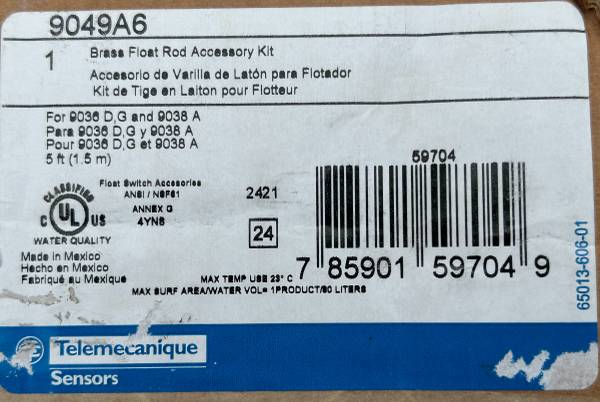 9049A6
1
Brass Float Rod Accessory Kit
Accesorio de Varilla de Latón para Flotador
Kit de Tige en Laiton pour Flotteur
For 9036 D,G and 9038 A
Para 9036 D,G y 9038 A
Pour 9036 D,G et 9038 A
5 ft (1.5 m)
CLASSIFIED
C UL US
WATER QUALITY
Float Switch Accesories
ANSI / NSF61
ANNEX G
4YN8
2421
24
59704
7 85901 59704 9
65013-606-01
Made in Mexico
Hecho en Mexico
Fabriqué au Mexique
MAX TEMP USE 23° C
MAX SURF AREA/WATER VOL= 1PRODUCT/80 LITERS
Telemecanique
Sensors